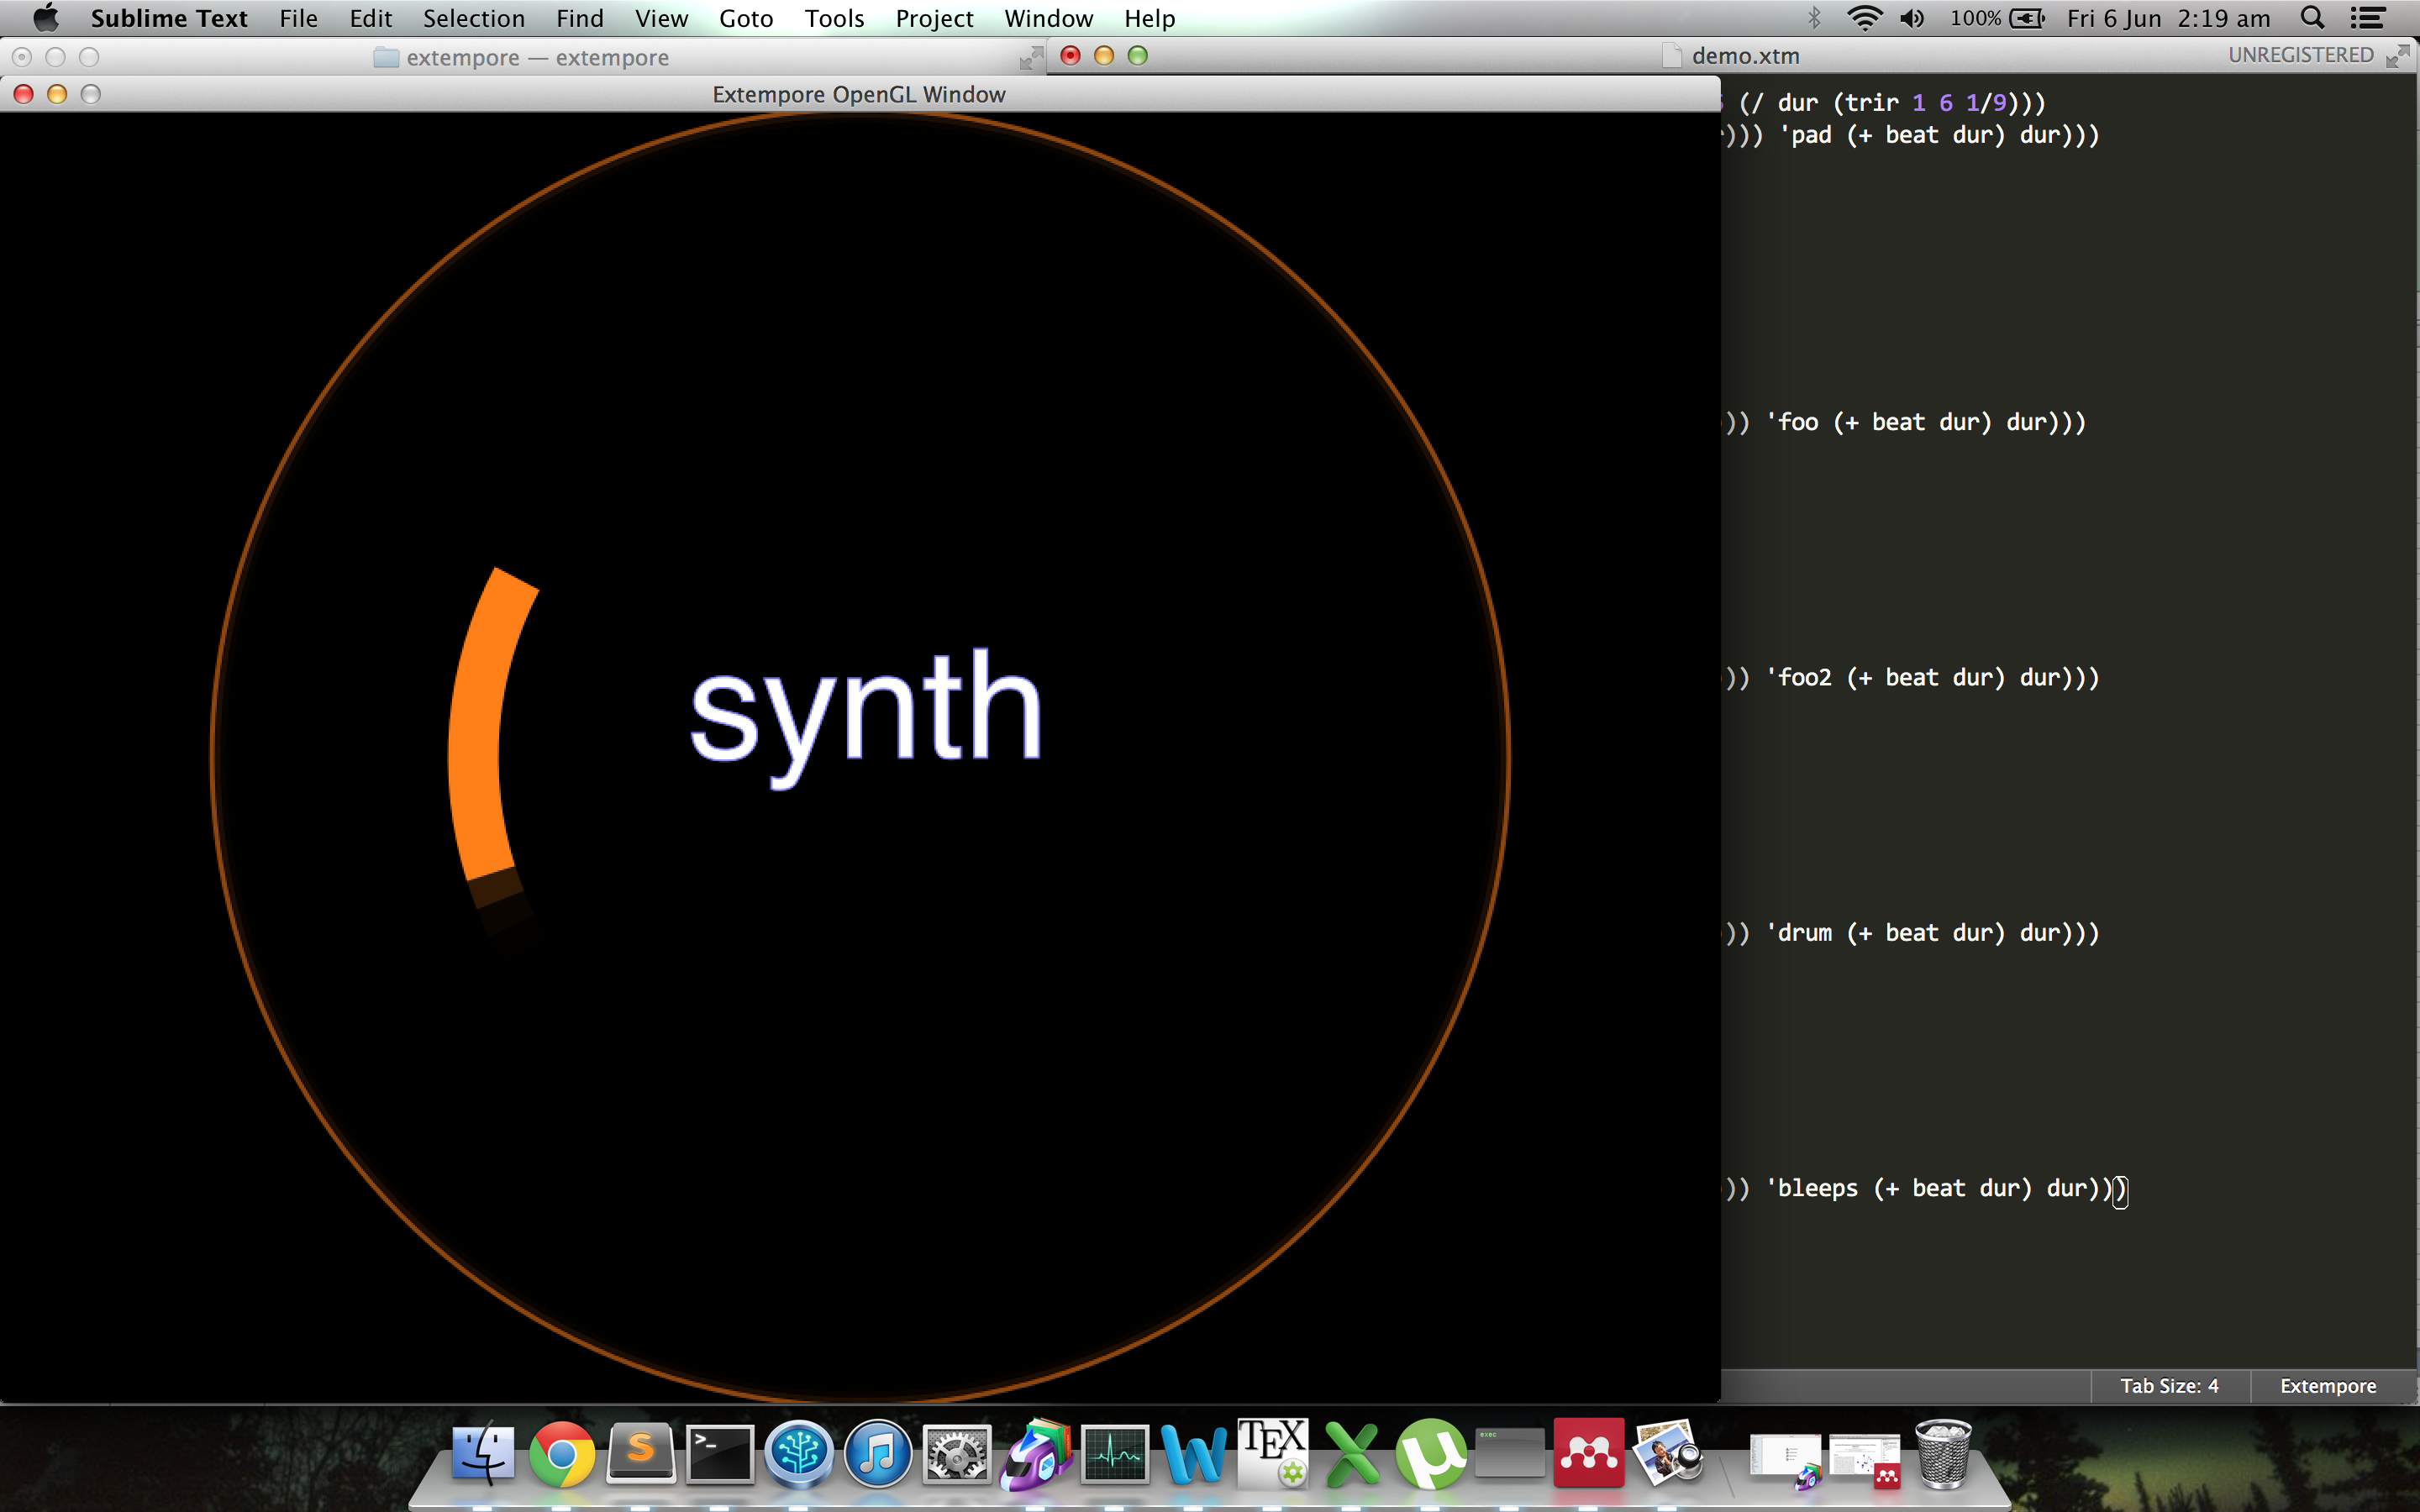 Sublime Text File Edit Selection Find View Goto Tools Project Window Help 100% Fri 6 Jun 2:19 am
extempore — extempore
demo.xtm UNREGISTERED
Extempore OpenGL Window
(/ dur (trir 1 6 1/9)))
))) 'pad (+ beat dur) dur)))
)) 'foo (+ beat dur) dur)))
)) 'foo2 (+ beat dur) dur)))
synth
)) 'drum (+ beat dur) dur)))
)) 'bleeps (+ beat dur) dur)))
Tab Size: 4 Extempore
S
>_
W
TEX
X
µ
exec